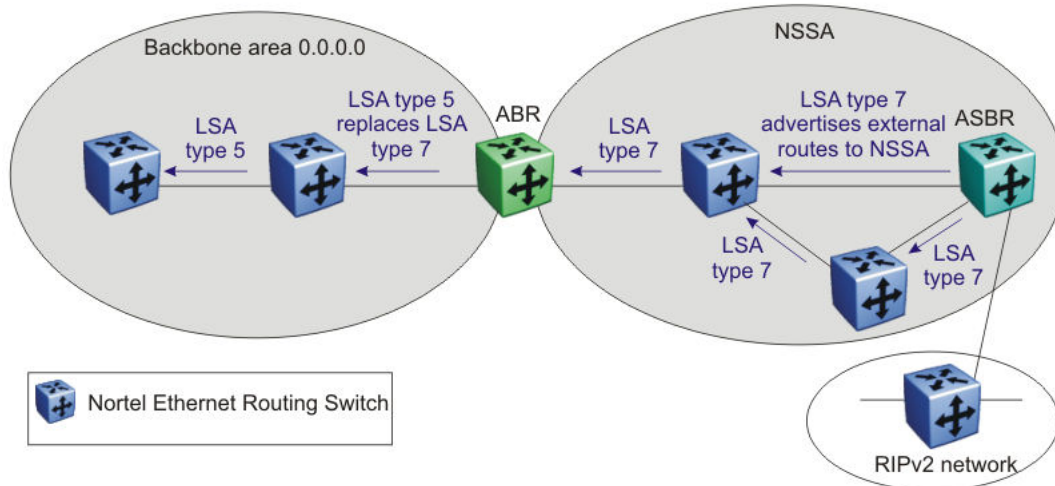 Backbone area 0.0.0.0
NSSA
LSA type 5
replaces LSA
type 7
ABR
LSA type 7
advertises external
routes to NSSA
ASBR
LSA
type 5
LSA
type 7
LSA
type 7
LSA
type 7
Nortel Ethernet Routing Switch
RIPv2 network